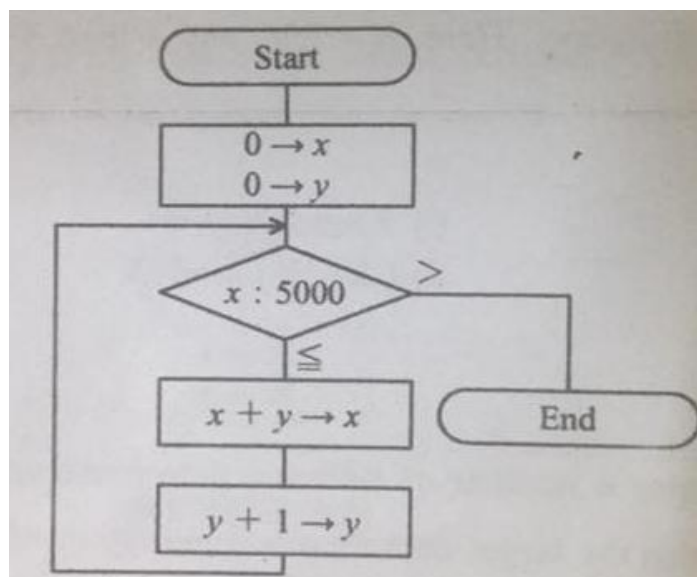 Start
0 → x
0 → y
x : 5000
>
≦
x + y → x
End
y + 1 → y